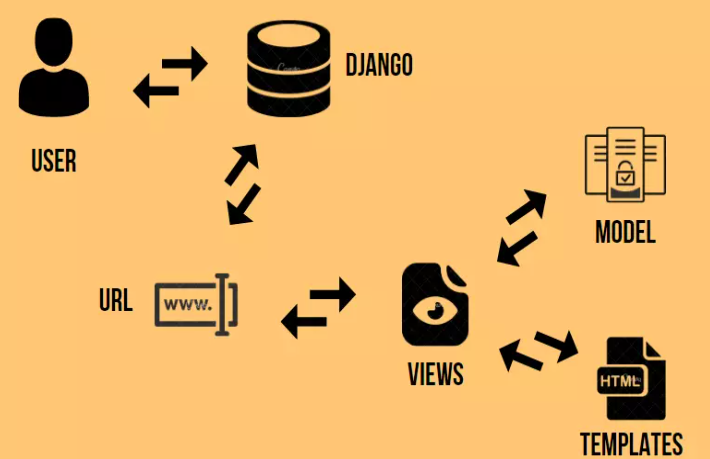 DJANGO
USER
MODEL
URL
www.
VIEWS
HTML
TEMPLATES